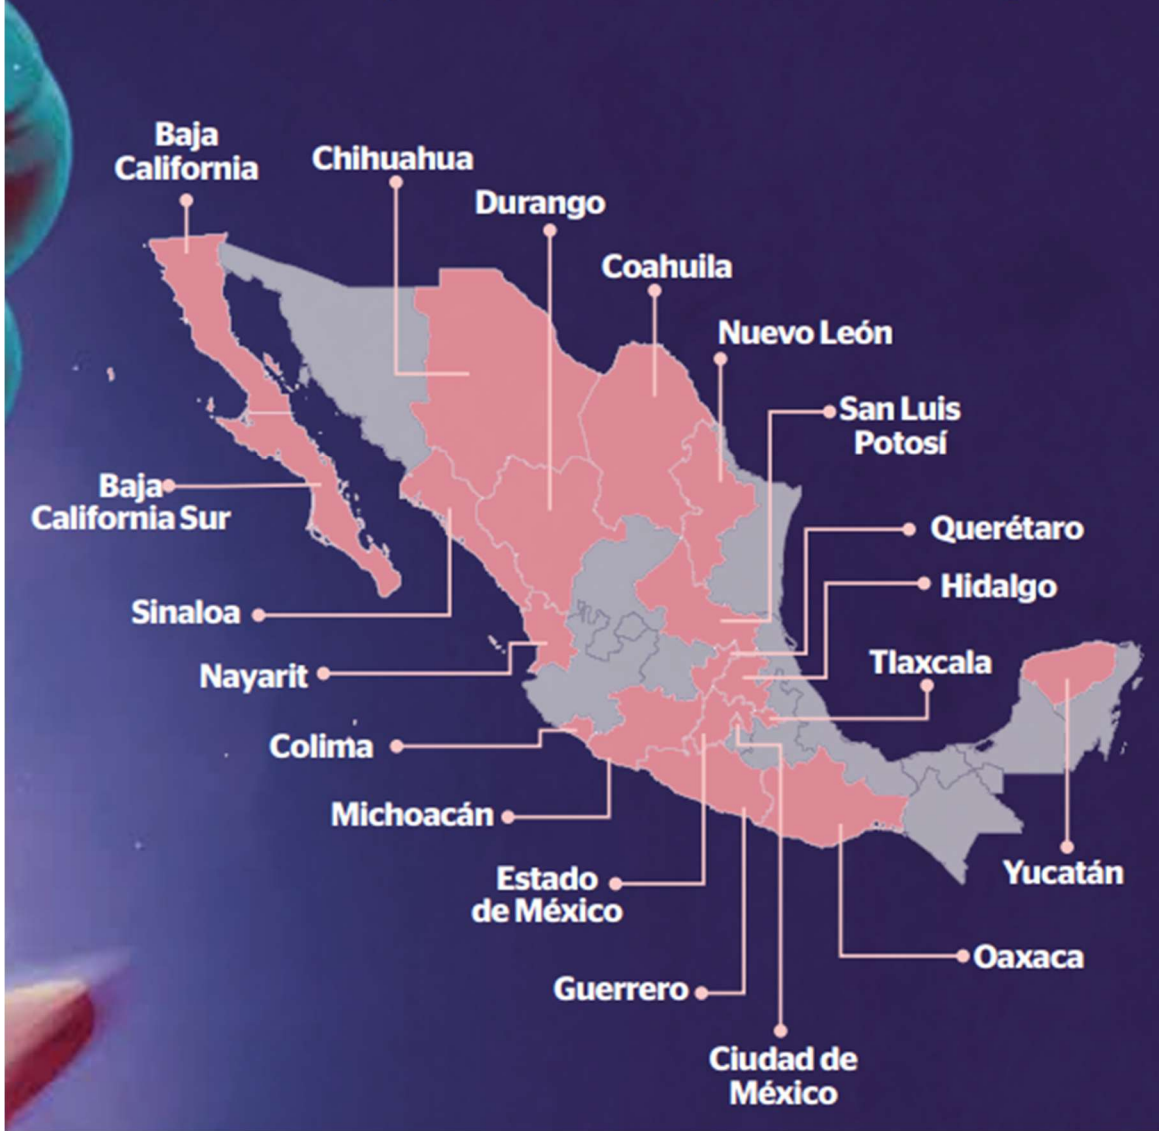 Baja
California
Chihuahua
Durango
Coahuila
Nuevo León
San Luis
Potosí
Baja
California Sur
Querétaro
Hidalgo
Sinaloa
Tlaxcala
Nayarit
Colima
Michoacán
Yucatán
Estado
de México
Oaxaca
Guerrero
Ciudad de
México